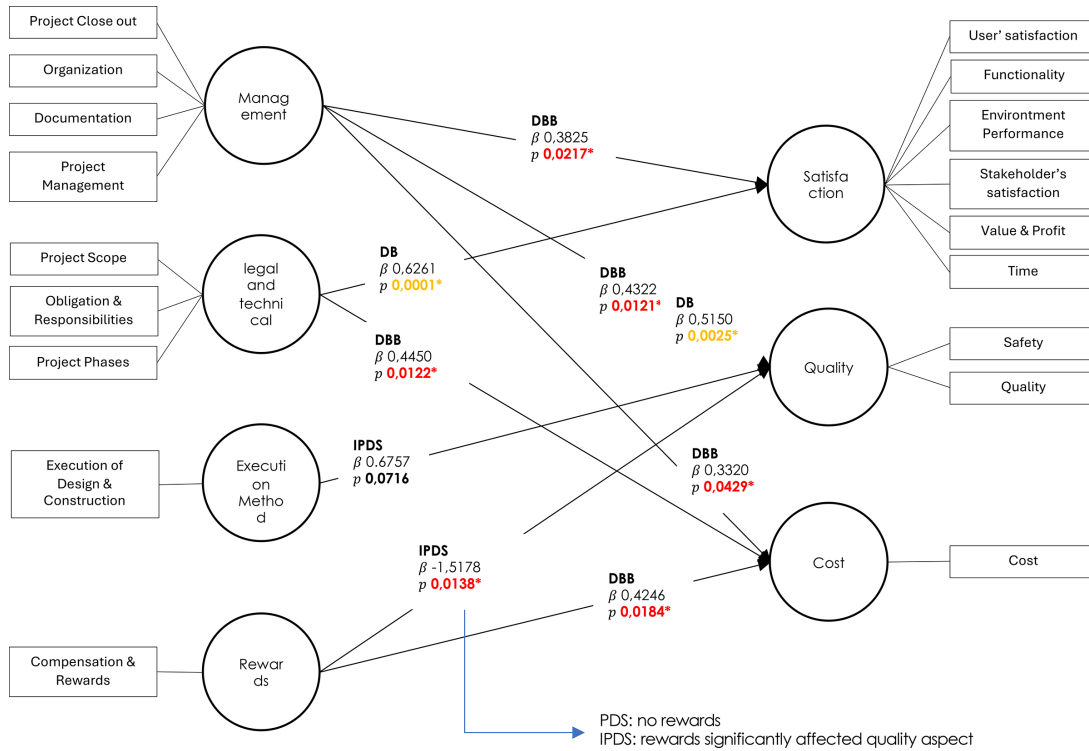 Project Close out
Organization
Documentation
Project
Management
Manag
ement
DBB
β 0,3825
p 0,0217*
Satisfa
ction
User' satisfaction
Functionality
Environtment
Performance
Stakeholder's
satisfaction
Value & Profit
Time
Project Scope
Obligation &
Responsibilities
Project Phases
legal
and
techni
cal
DB
β 0,6261
p 0,0001*
DBB
β 0,4450
p 0,0122*
DBB
β 0,4322
p 0,0121*
DB
β 0,5150
p 0,0025*
Quality
Safety
Quality
Execution of
Design &
Construction
Executi
on
Metho
d
IPDS
β 0.6757
p 0,0716
DBB
β 0,3320
p 0,0429*
Cost
Cost
IPDS
β -1,5178
p 0,0138*
DBB
β 0,4246
p 0,0184*
Compensation &
Rewards
Rewar
ds
PDS: no rewards
IPDS: rewards significantly affected quality aspect